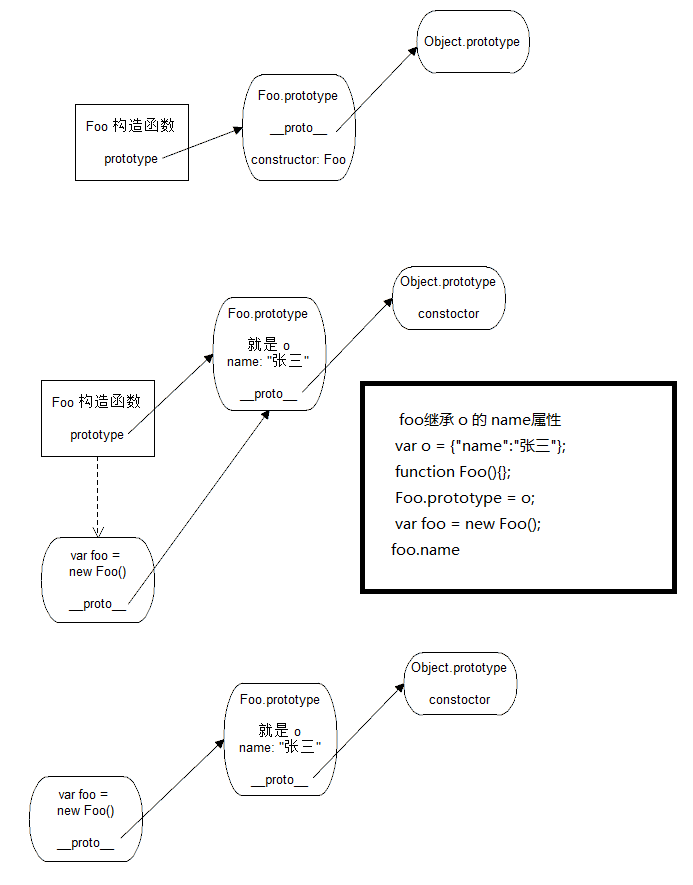 Object.prototype
Foo.prototype
__proto__
constructor: Foo
Foo 构造函数
prototype
Object.prototype
constoctor
Foo.prototype
就是 o
name: "张三"
__proto__
Foo 构造函数
prototype
foo继承 o 的 name属性
var o = {"name":"张三"};
function Foo(){};
Foo.prototype = o;
var foo = new Foo();
foo.name
var foo =
new Foo()
__proto__
Object.prototype
constoctor
Foo.prototype
就是 o
name: "张三"
__proto__
var foo =
new Foo()
__proto__